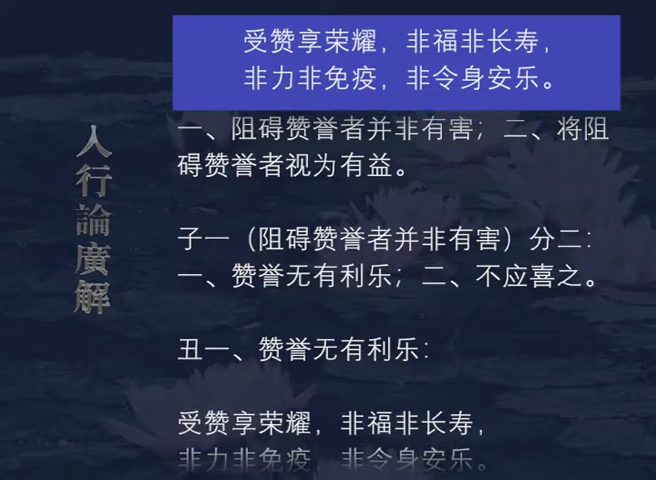 受赞享荣耀，非福非长寿，
非力非免疫，非令身安乐。
一、阻碍赞誉者并非有害；二、将阻
碍赞誉者视为有益。
子一（阻碍赞誉者并非有害）分二：
一、赞誉无有利乐；二、不应喜之。
丑一、赞誉无有利乐：
受赞享荣耀，非福非长寿，
非力非免疫，非令身安乐。
入行論廣解